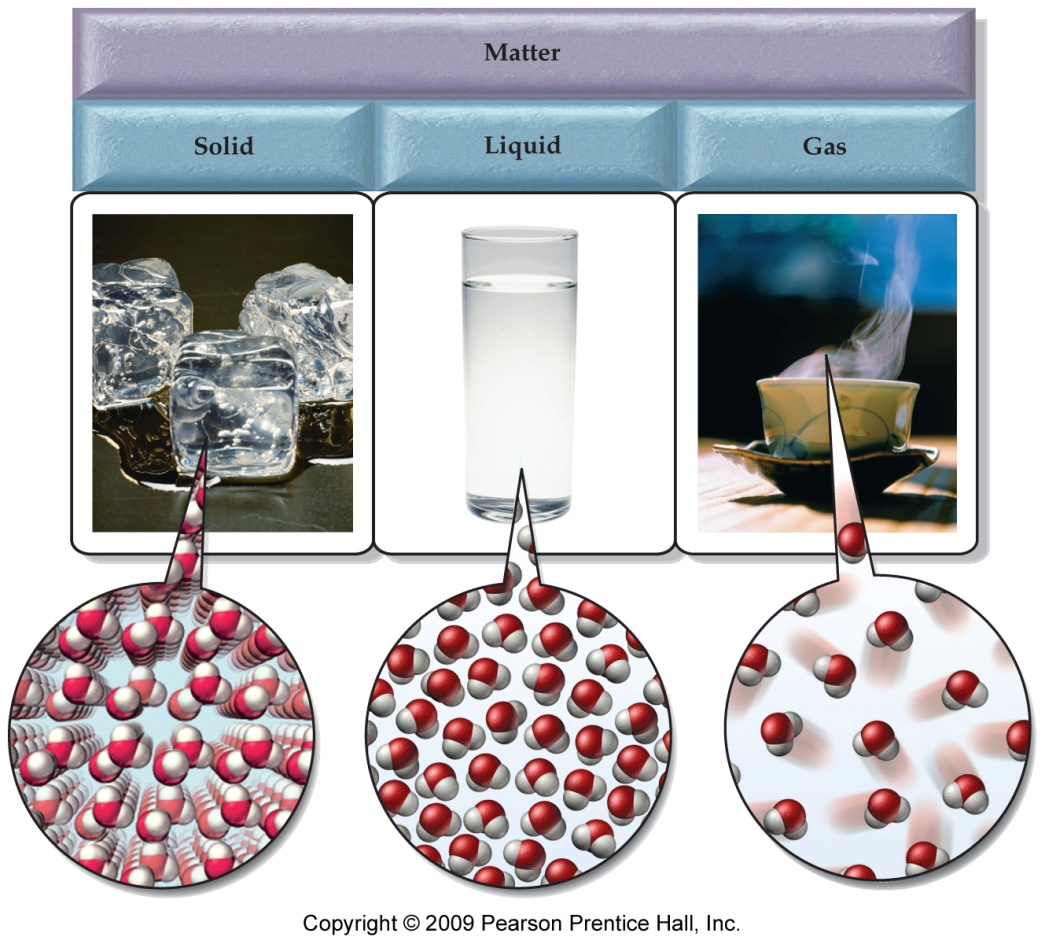 Matter
Solid
Liquid
Gas
Copyright © 2009 Pearson Prentice Hall, Inc.